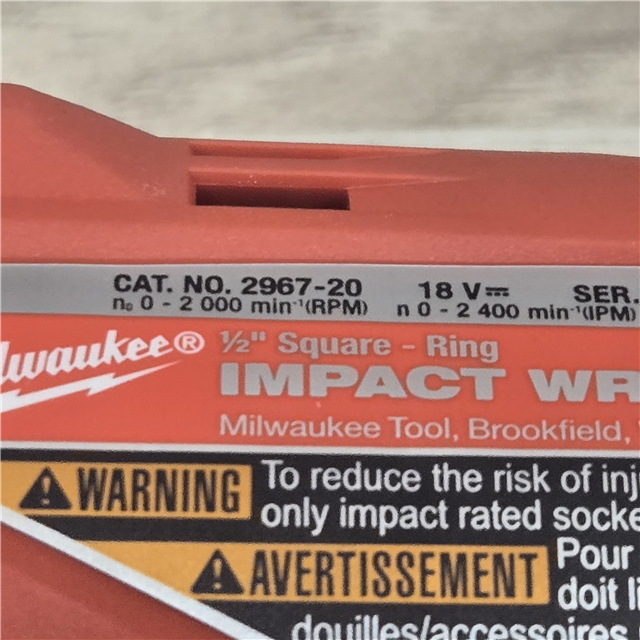 CAT. NO. 2967-20 18 V⎓ SER.
n₀ 0 - 2 000 min⁻¹(RPM) n 0 - 2 400 min⁻¹(IPM)
lwaukee® ½" Square - Ring
IMPACT WR
Milwaukee Tool, Brookfield,
WARNING To reduce the risk of inj
only impact rated socke
AVERTISSEMENT Pour
doit li
douilles/accessoires